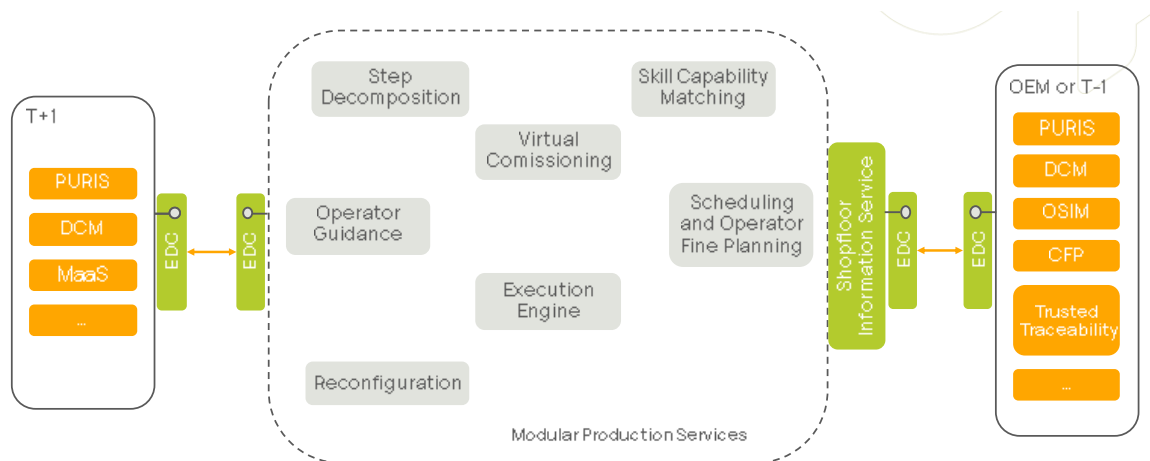 T+1
PURIS
DCM
MaaS
...
EDC
EDC
Step
Decomposition
Skill Capability
Matching
Virtual
Comissioning
Operator
Guidance
Scheduling
and Operator
Fine Planning
Execution
Engine
Reconfiguration
Modular Production Services
Shopfloor
Information Service
EDC
EDC
OEM or T-1
PURIS
DCM
OSIM
CFP
Trusted
Traceability
...